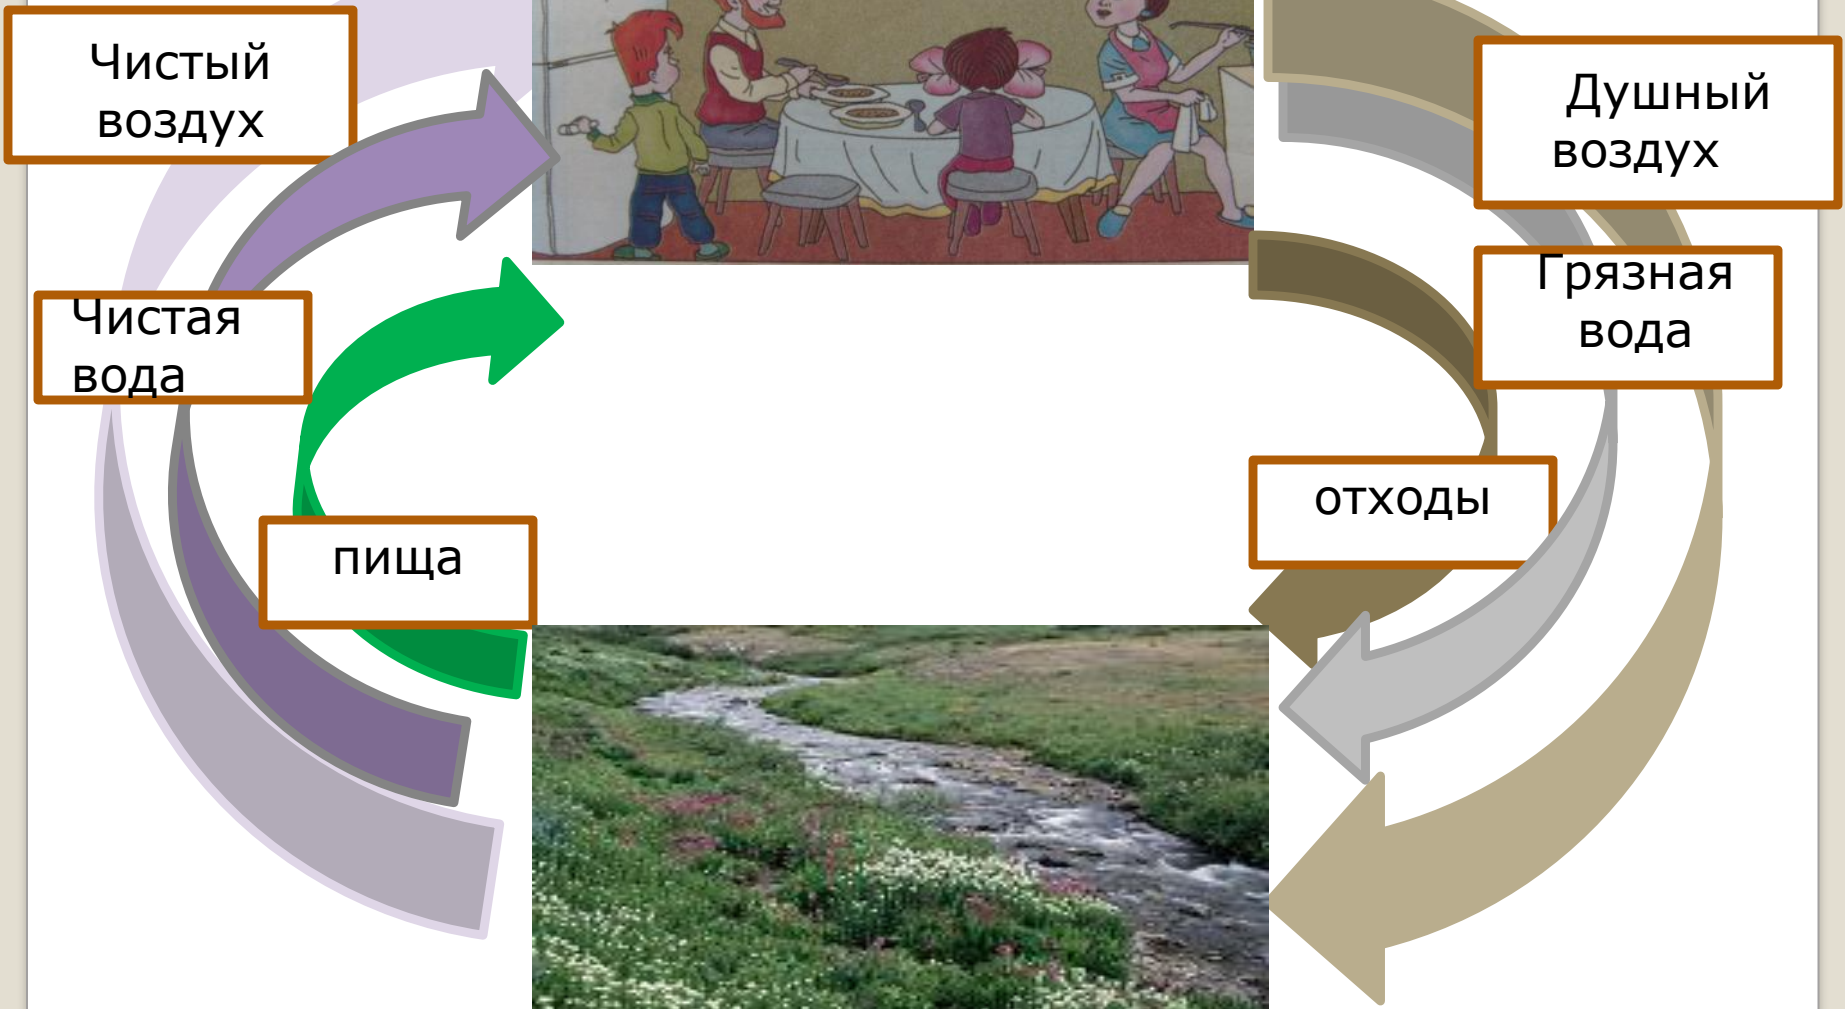 Чистый
воздух
Чистая
вода
пища
Душный
воздух
Грязная
вода
отходы